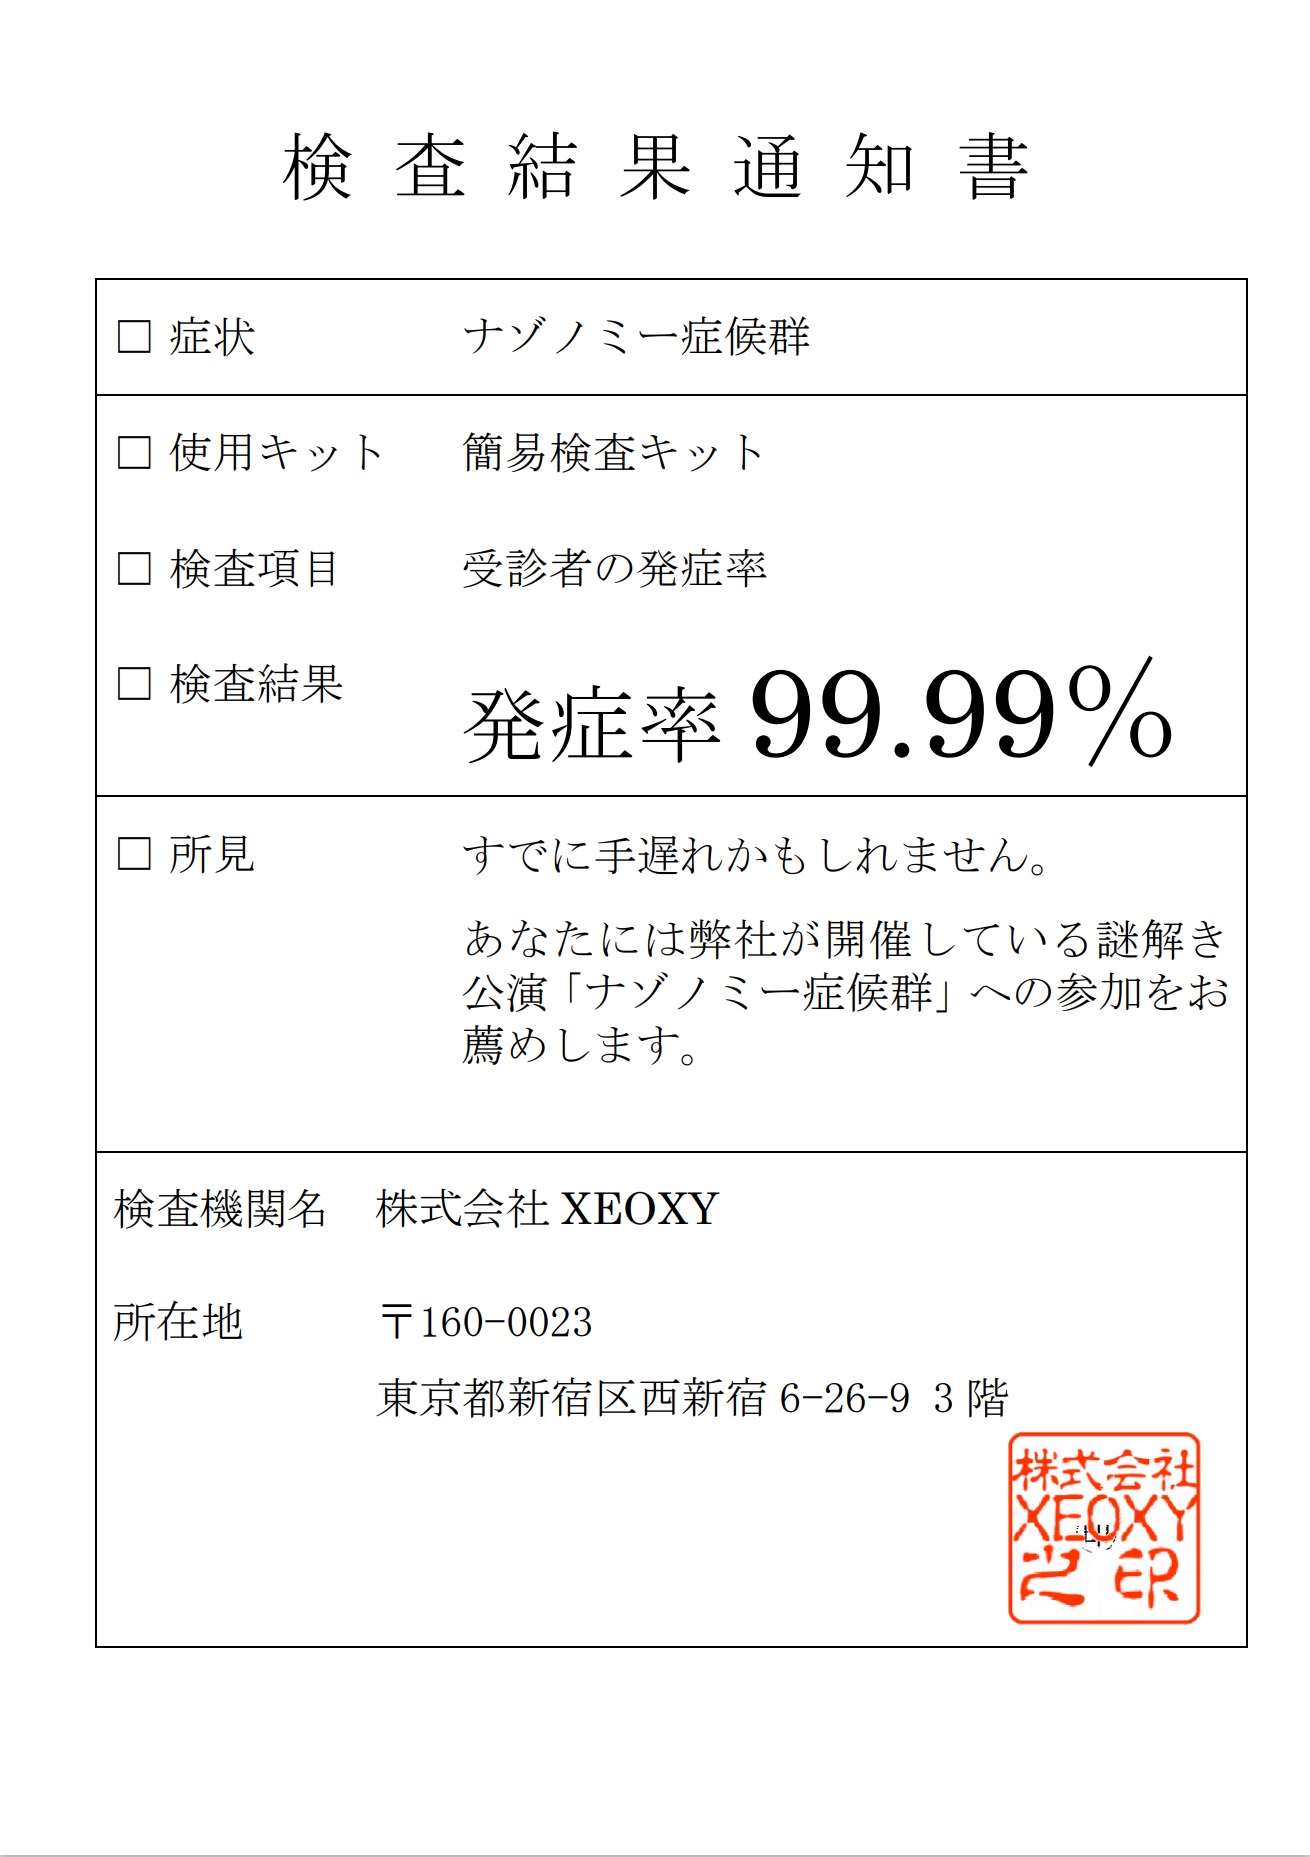 検査結果通知書
□ 症状 ナゾノミー症候群
□ 使用キット 簡易検査キット
□ 検査項目 受診者の発症率
□ 検査結果 発症率 99.99%
□ 所見 すでに手遅れかもしれません。
あなたには弊社が開催している謎解き
公演「ナゾノミー症候群」への参加をお
薦めします。
検査機関名 株式会社 XEOXY
所在地 〒160-0023
東京都新宿区西新宿 6-26-9 3 階
株式会社
XEOXY
之印